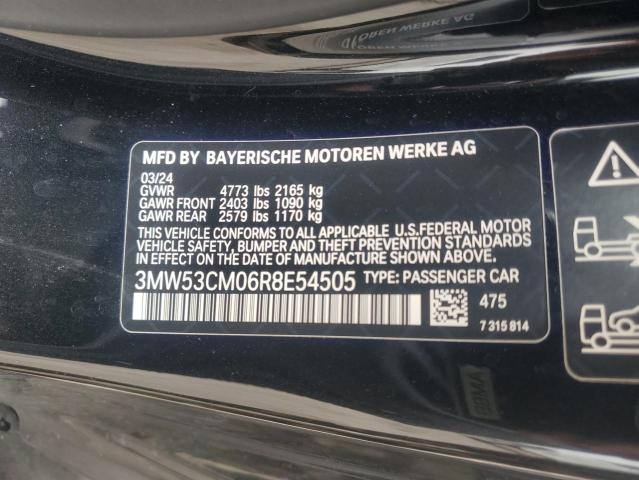 MFD BY BAYERISCHE MOTOREN WERKE AG
03/24
GVWR 4773 lbs 2165 kg
GAWR FRONT 2403 lbs 1090 kg
GAWR REAR 2579 lbs 1170 kg
THIS VEHICLE CONFORMS TO ALL APPLICABLE U.S.FEDERAL MOTOR
VEHICLE SAFETY, BUMPER AND THEFT PREVENTION STANDARDS
IN EFFECT ON THE DATE OF MANUFACTURE SHOWN ABOVE.
3MW53CM06R8E54505 TYPE: PASSENGER CAR
475
7 315 814